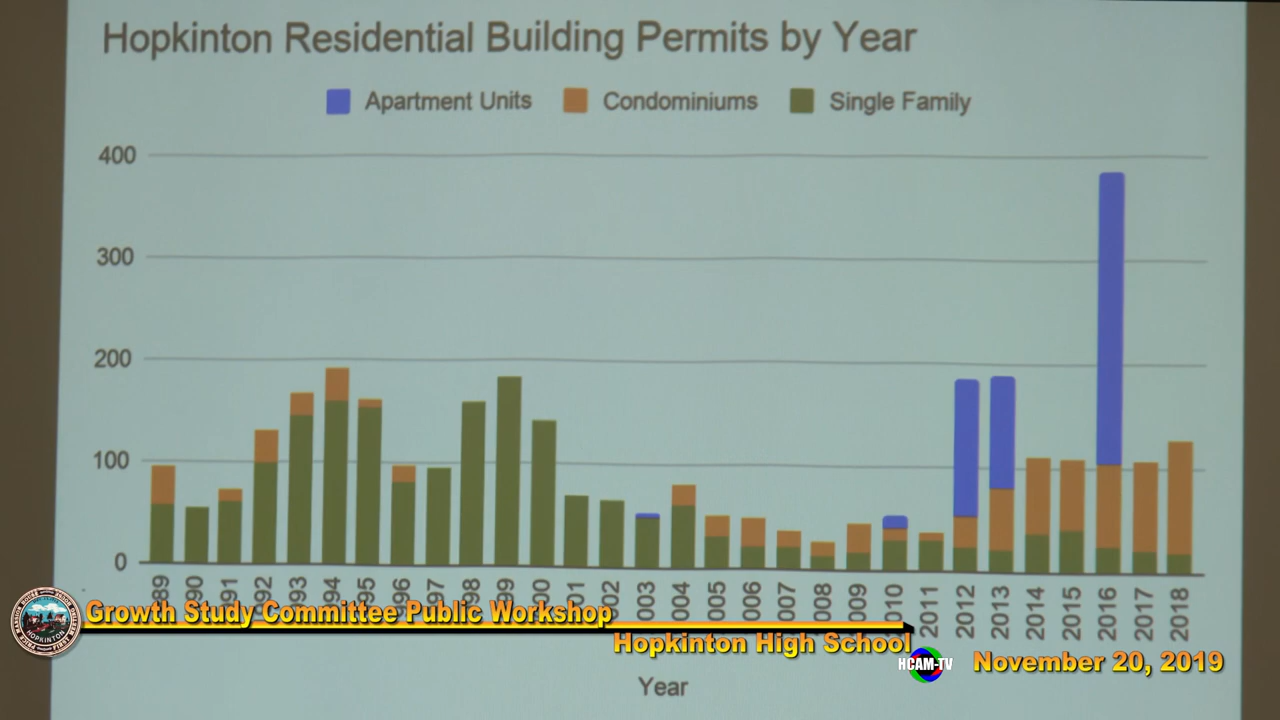 Hopkinton Residential Building Permits by Year
Apartment Units Condominiums Single Family
400
300
200
100
0
89 90 91 92 93 94 95 96 97 98 99 00 01 02 003 004 005 006 007 008 009 2010 2011 2012 2013 2014 2015 2016 2017 2018
Growth Study Committee Public Workshop
Hopkinton High School
HCAM-TV
November 20, 2019
Year
HOPKINTON